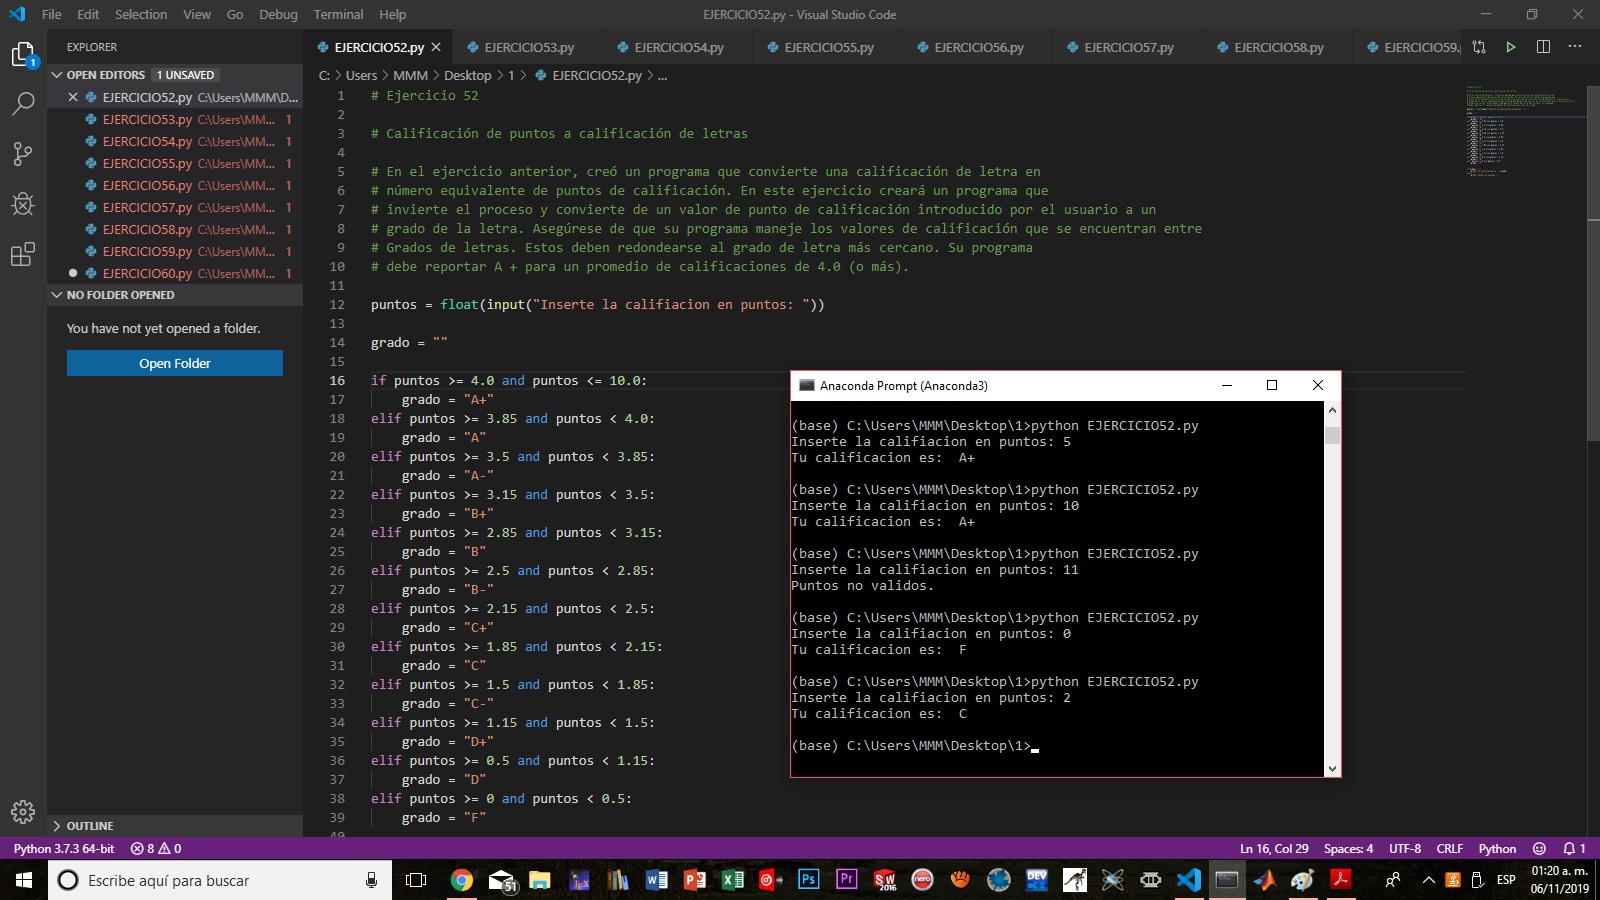 File Edit Selection View Go Debug Terminal Help
EJERCICIO52.py - Visual Studio Code
EXPLORER
OPEN EDITORS 1 UNSAVED
EJERCICIO52.py C:\Users\MMM\D...
EJERCICIO53.py C:\Users\MM... 1
EJERCICIO54.py C:\Users\MM... 1
EJERCICIO55.py C:\Users\MM... 1
EJERCICIO56.py C:\Users\MM... 1
EJERCICIO57.py C:\Users\MM... 1
EJERCICIO58.py C:\Users\MM... 1
EJERCICIO59.py C:\Users\MM... 1
EJERCICIO60.py C:\Users\MM... 1
NO FOLDER OPENED
You have not yet opened a folder.
Open Folder
OUTLINE
1
EJERCICIO52.py EJERCICIO53.py EJERCICIO54.py EJERCICIO55.py EJERCICIO56.py EJERCICIO57.py EJERCICIO58.py EJERCICIO59.
C: > Users > MMM > Desktop > 1 > EJERCICIO52.py > ...
1 # Ejercicio 52
2
3 # Calificación de puntos a calificación de letras
4
5 # En el ejercicio anterior, creó un programa que convierte una calificación de letra en
6 # número equivalente de puntos de calificación. En este ejercicio creará un programa que
7 # invierte el proceso y convierte de un valor de punto de calificación introducido por el usuario a un
8 # grado de la letra. Asegúrese de que su programa maneje los valores de calificación que se encuentran entre
9 # Grados de letras. Estos deben redondearse al grado de letra más cercano. Su programa
10 # debe reportar A + para un promedio de calificaciones de 4.0 (o más).
11
12 puntos = float(input("Inserte la califiacion en puntos: "))
13
14 grado = ""
15
16 if puntos >= 4.0 and puntos <= 10.0:
17 grado = "A+"
18 elif puntos >= 3.85 and puntos < 4.0:
19 grado = "A"
20 elif puntos >= 3.5 and puntos < 3.85:
21 grado = "A-"
22 elif puntos >= 3.15 and puntos < 3.5:
23 grado = "B+"
24 elif puntos >= 2.85 and puntos < 3.15:
25 grado = "B"
26 elif puntos >= 2.5 and puntos < 2.85:
27 grado = "B-"
28 elif puntos >= 2.15 and puntos < 2.5:
29 grado = "C+"
30 elif puntos >= 1.85 and puntos < 2.15:
31 grado = "C"
32 elif puntos >= 1.5 and puntos < 1.85:
33 grado = "C-"
34 elif puntos >= 1.15 and puntos < 1.5:
35 grado = "D+"
36 elif puntos >= 0.5 and puntos < 1.15:
37 grado = "D"
38 elif puntos >= 0 and puntos < 0.5:
39 grado = "F"
40
Anaconda Prompt (Anaconda3)
(base) C:\Users\MMM\Desktop\1>python EJERCICIO52.py
Inserte la califiacion en puntos: 5
Tu calificacion es:  A+
(base) C:\Users\MMM\Desktop\1>python EJERCICIO52.py
Inserte la califiacion en puntos: 10
Tu calificacion es:  A+
(base) C:\Users\MMM\Desktop\1>python EJERCICIO52.py
Inserte la califiacion en puntos: 11
Puntos no validos.
(base) C:\Users\MMM\Desktop\1>python EJERCICIO52.py
Inserte la califiacion en puntos: 0
Tu calificacion es:  F
(base) C:\Users\MMM\Desktop\1>python EJERCICIO52.py
Inserte la califiacion en puntos: 2
Tu calificacion es:  C
(base) C:\Users\MMM\Desktop\1>
Python 3.7.3 64-bit 8 0 Ln 16, Col 29 Spaces: 4 UTF-8 CRLF Python 1
Escribe aquí para buscar
51
Ps Pr SW 2016 nero DEV
ESP
01:20 a. m.
06/11/2019